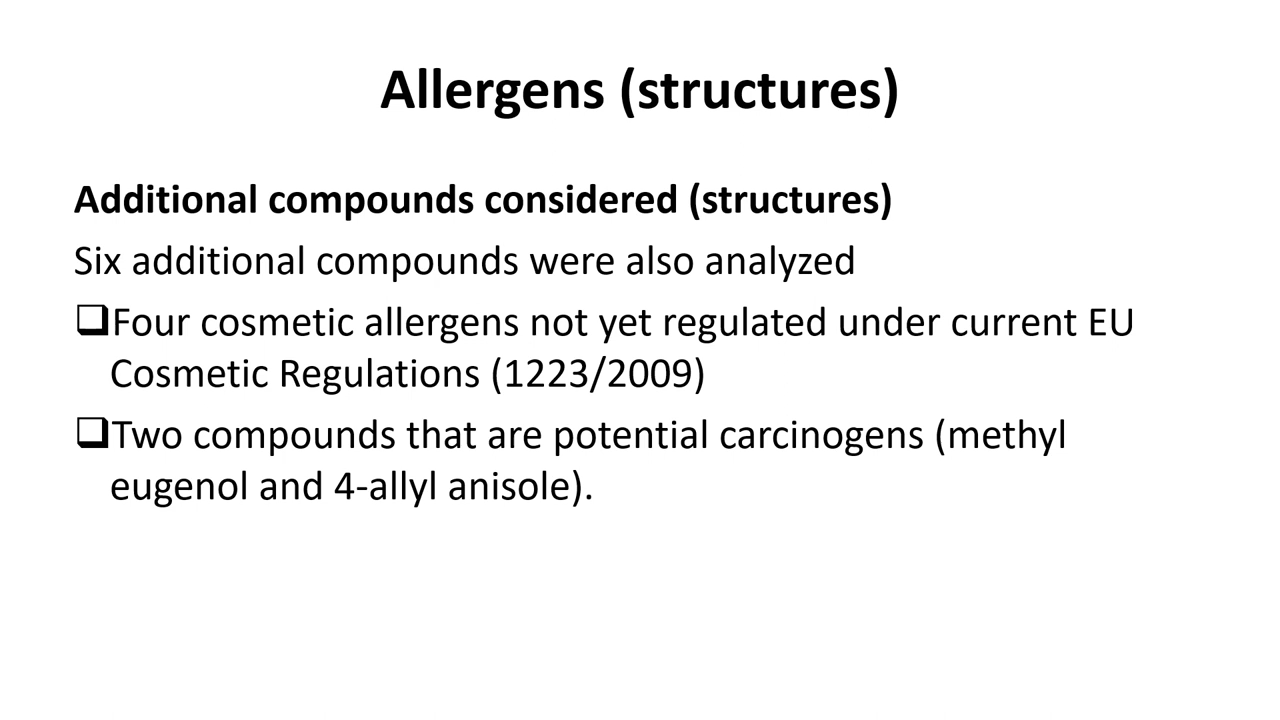 Allergens (structures)
Additional compounds considered (structures)
Six additional compounds were also analyzed
❑Four cosmetic allergens not yet regulated under current EU
Cosmetic Regulations (1223/2009)
❑Two compounds that are potential carcinogens (methyl
eugenol and 4-allyl anisole).